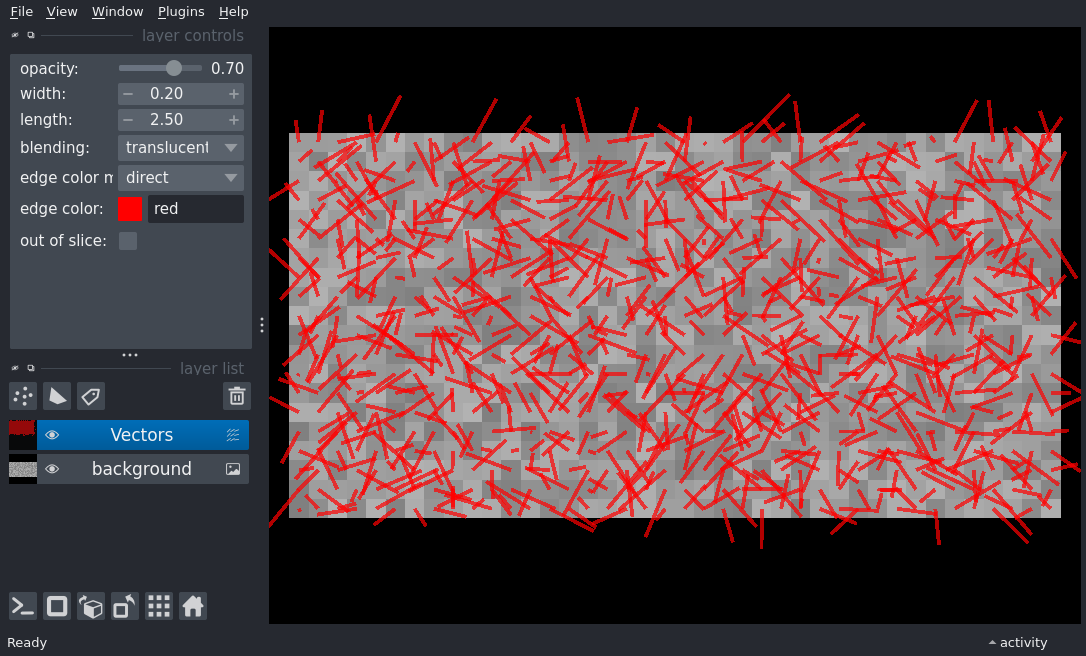 File View Window Plugins Help
layer controls
opacity: 0.70
width: 0.20
length: 2.50
blending: translucent
edge color m direct
edge color: red
out of slice:
layer list
Vectors
background
Ready activity